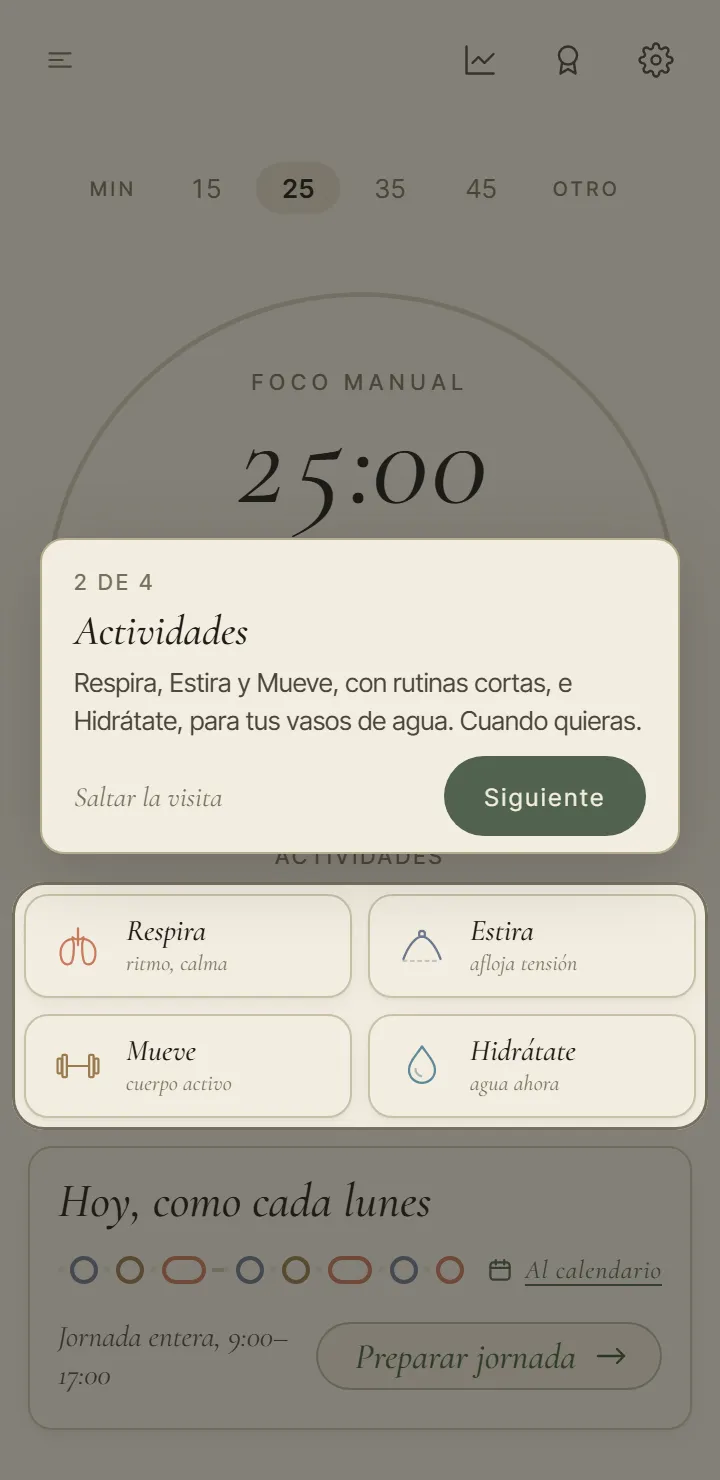 MIN 15 25 35 45 OTRO
FOCO MANUAL
25:00
2 DE 4
Actividades
Respira, Estira y Mueve, con rutinas cortas, e
Hidrátate, para tus vasos de agua. Cuando quieras.
Saltar la visita
Siguiente
ACTIVIDADES
Respira
ritmo, calma
Estira
afloja tensión
Mueve
cuerpo activo
Hidrátate
agua ahora
Hoy, como cada lunes
Al calendario
Jornada entera, 9:00–
17:00
Preparar jornada